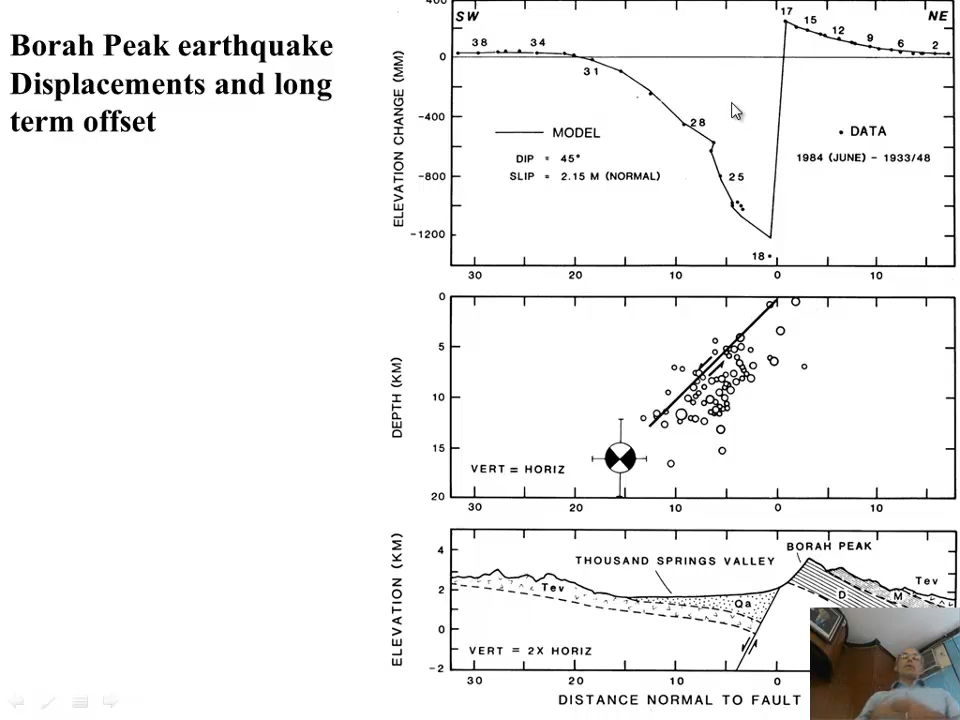 Borah Peak earthquake
Displacements and long
term offset
400
SW
17
NE
38
34
15
12
9
6
2
0
31
ELEVATION CHANGE (MM)
-400
28
MODEL
DATA
DIP = 45°
1984 (JUNE) - 1933/48
SLIP = 2.15 M (NORMAL)
-800
25
-1200
18
30
20
10
0
10
0
5
DEPTH (KM)
10
15
VERT = HORIZ
20
30
20
10
0
10
ELEVATION (KM)
4
BORAH PEAK
THOUSAND SPRINGS VALLEY
2
Tev
Qa
D
M
Tev
0
VERT = 2X HORIZ
-2
30
20
10
0
DISTANCE NORMAL TO FAULT